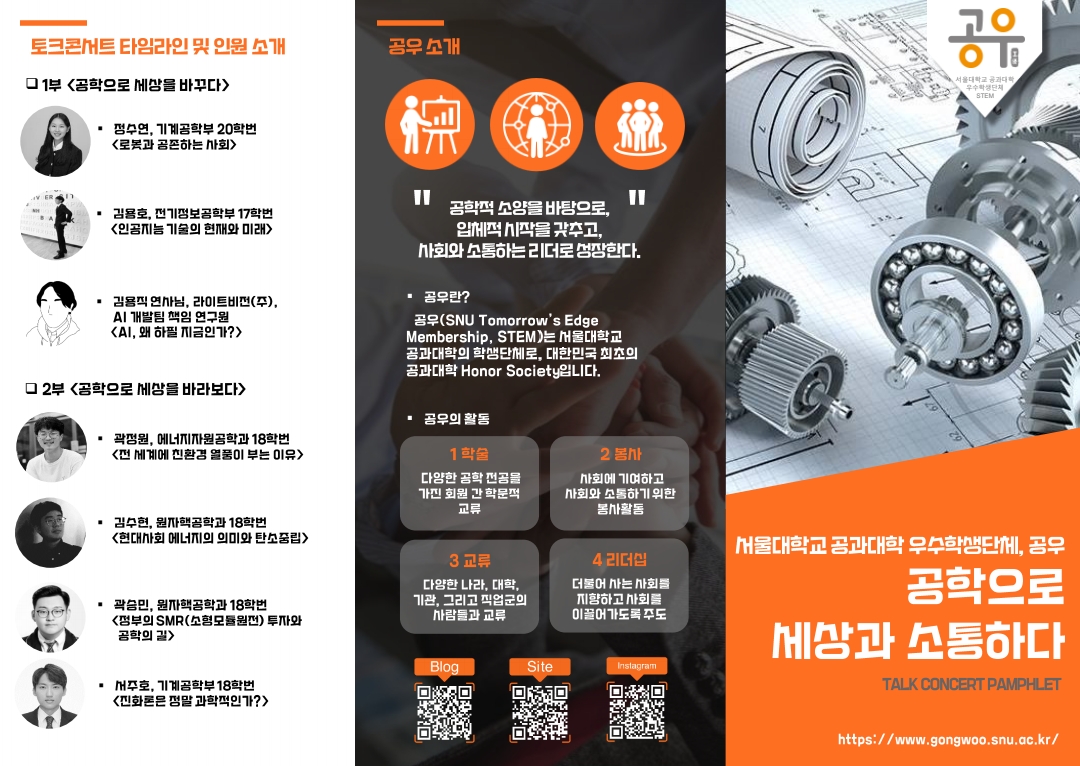 토크콘서트 타임라인 및 인원 소개
❑ 1부 <공학으로 세상을 바꾸다>
▪ 정수연, 기계공학부 20학번
<로봇과 공존하는 사회>
▪ 김용호, 전기정보공학부 17학번
<인공지능 기술의 현재와 미래>
▪ 김용직 연사님, 라이트비전(주),
AI 개발팀 책임 연구원
<AI, 왜 하필 지금인가?>
❑ 2부 <공학으로 세상을 바라보다>
▪ 곽정원, 에너지자원공학과 18학번
<전 세계에 친환경 열풍이 부는 이유>
▪ 김수현, 원자핵공학과 18학번
<현대사회 에너지의 의미와 탄소중립>
▪ 곽승민, 원자핵공학과 18학번
<정부의 SMR(소형모듈원전) 투자와
공학의 길>
▪ 서주호, 기계공학부 18학번
<진화론은 정말 과학적인가?>
공우 소개
" 공학적 소양을 바탕으로, "
입체적 시작을 갖추고,
사회와 소통하는 리더로 성장한다.
▪ 공우란?
공우(SNU Tomorrow's Edge
Membership, STEM)는 서울대학교
공과대학의 학생단체로, 대한민국 최초의
공과대학 Honor Society입니다.
▪ 공우의 활동
1 학술
다양한 공학 전공을
가진 회원 간 학문적
교류
2 봉사
사회에 기여하고
사회와 소통하기 위한
봉사활동
3 교류
다양한 나라, 대학,
기관, 그리고 직업군의
사람들과 교류
4 리더십
더불어 사는 사회를
지향하고 사회를
이끌어가도록 주도
Blog
Site
Instagram
공우
서울대학교 공과대학
우수학생단체
STEM
서울대학교 공과대학 우수학생단체, 공우
공학으로
세상과 소통하다
TALK CONCERT PAMPHLET
https://www.gongwoo.snu.ac.kr/